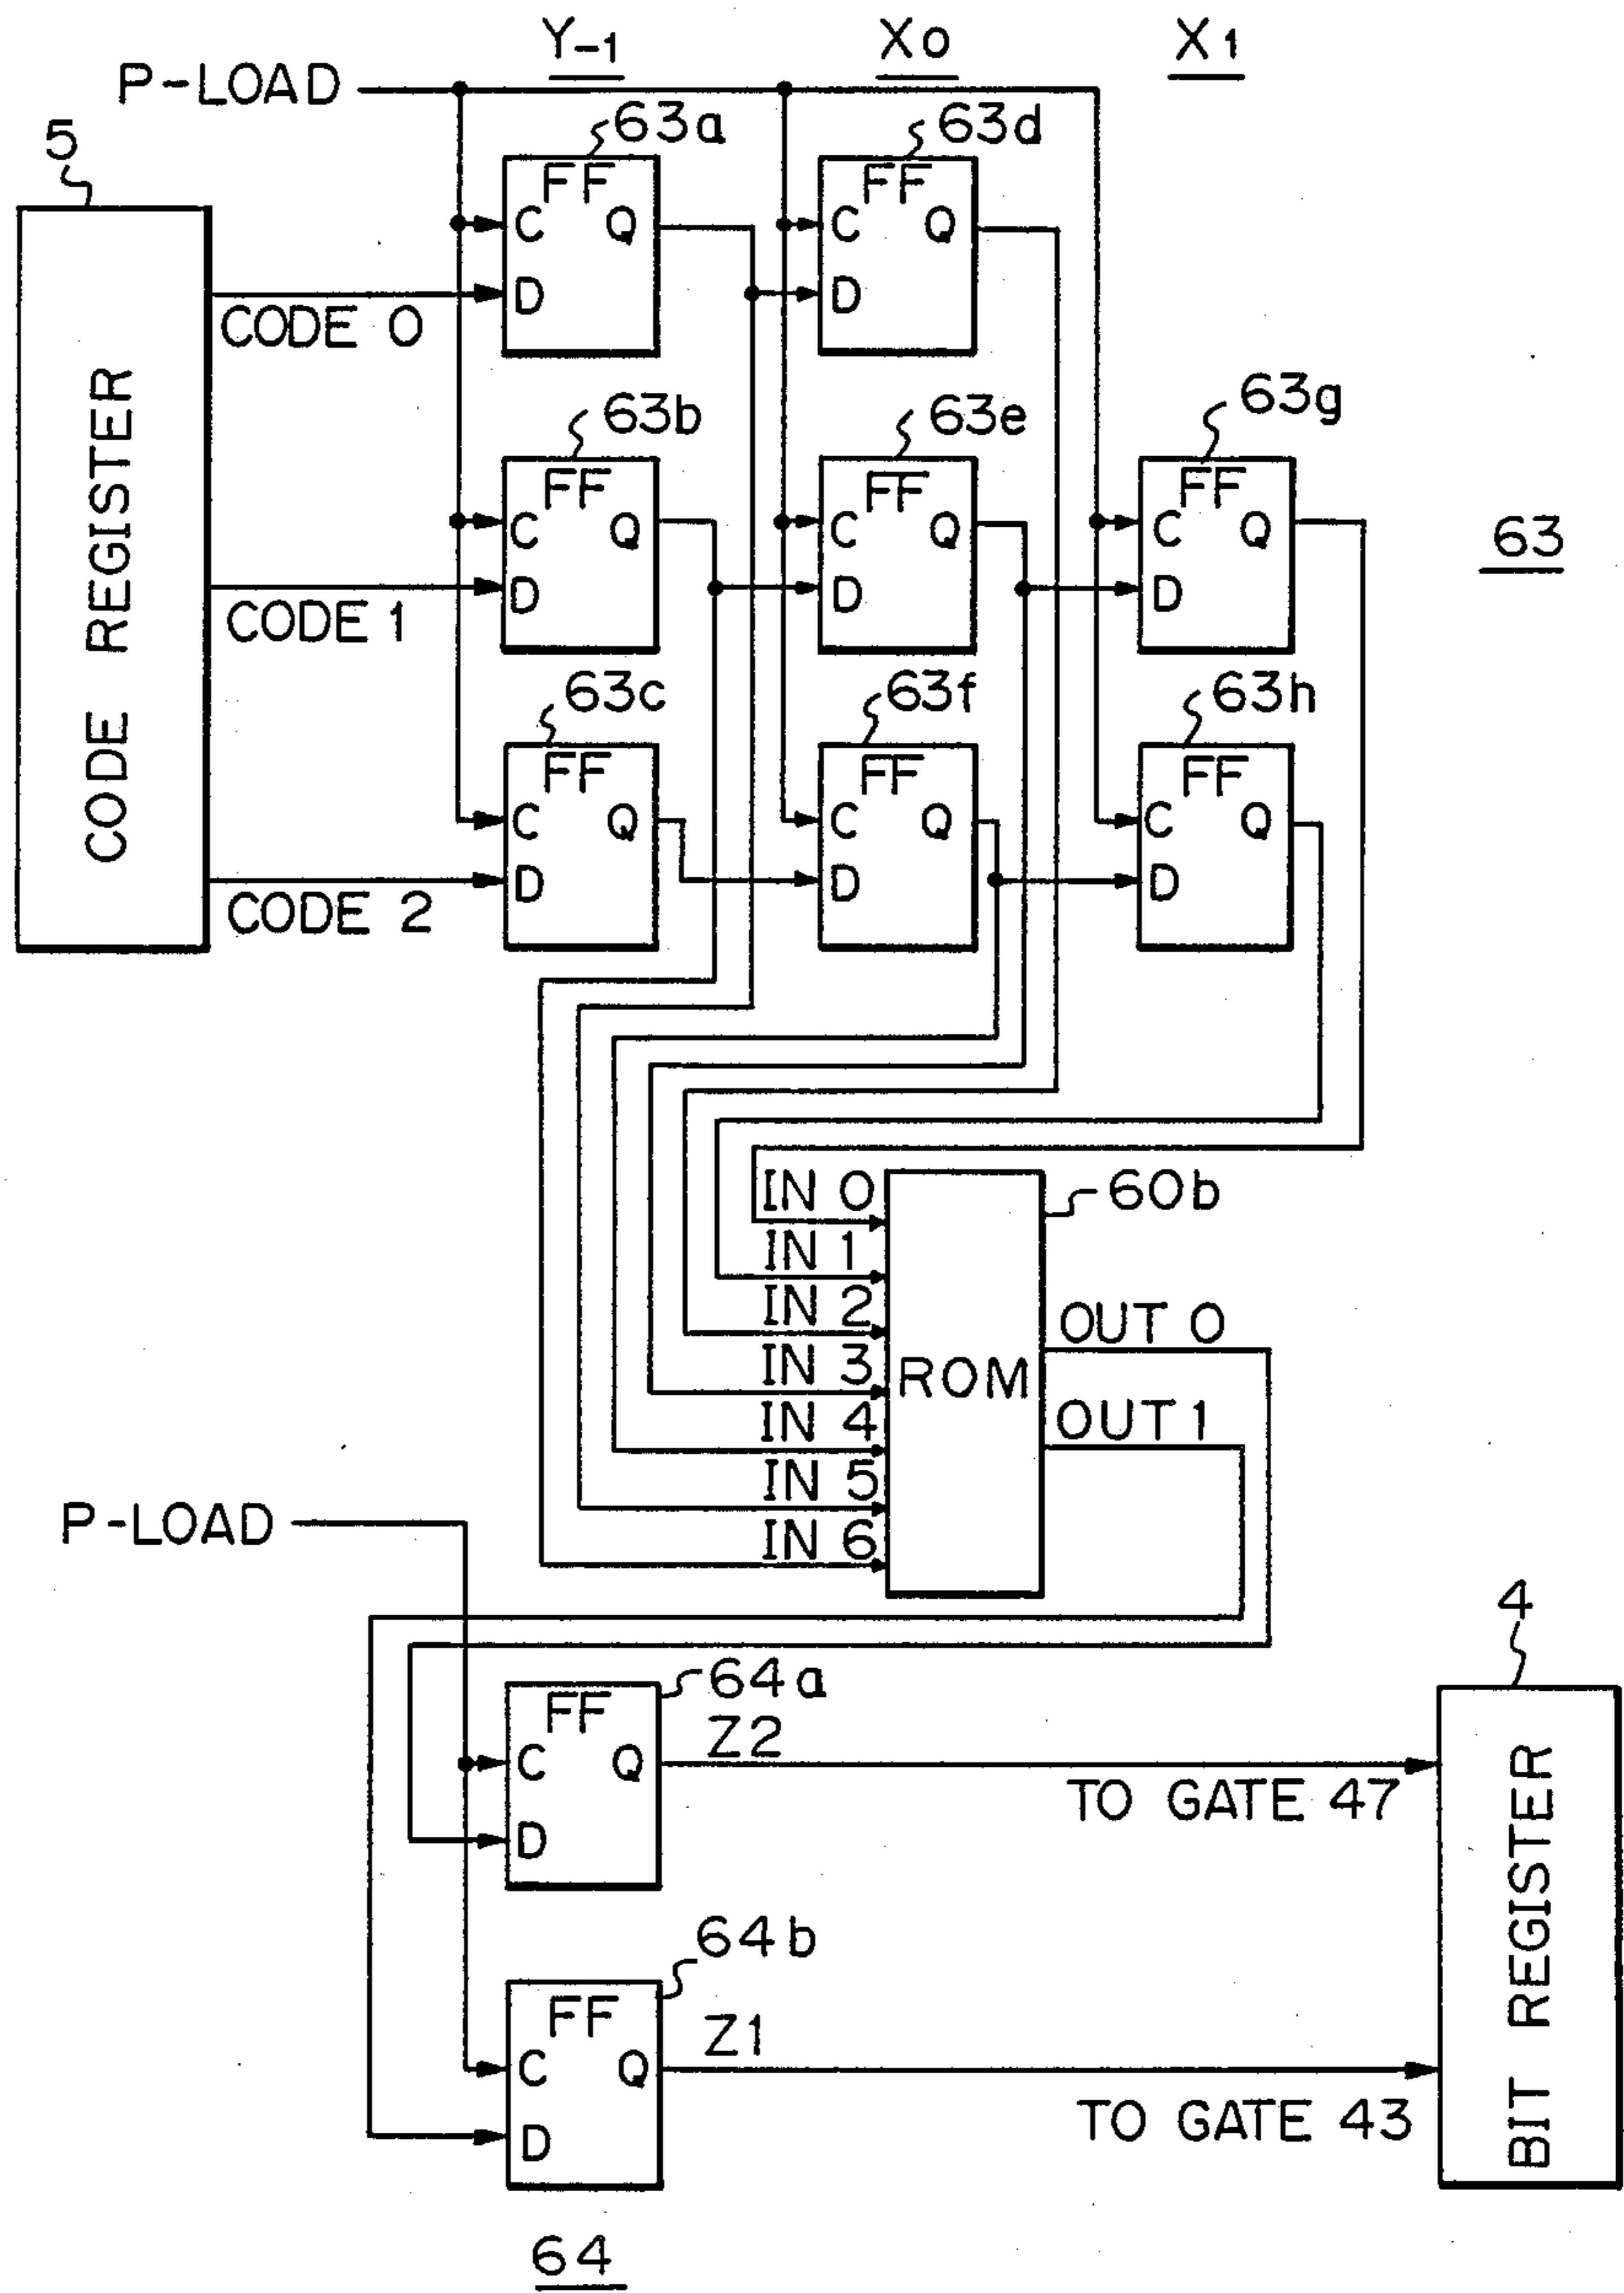 Y-1 X0 X1
P-LOAD
63a 63d
5
FF FF
C Q C Q
D D
CODE 0
63b 63e 63g
FF FF FF
C Q C Q C Q
63
D D D
CODE 1
63c 63f 63h
FF FF FF
C Q C Q C Q
D D D
CODE 2
CODE REGISTER
IN 0
60b
IN 1
IN 2
OUT 0
IN 3
ROM
IN 4
OUT 1
IN 5
P-LOAD
IN 6
4
64a
FF
Z2
C Q
TO GATE 47
D
64b
FF
Z1
C Q
TO GATE 43
D
BIT REGISTER
64